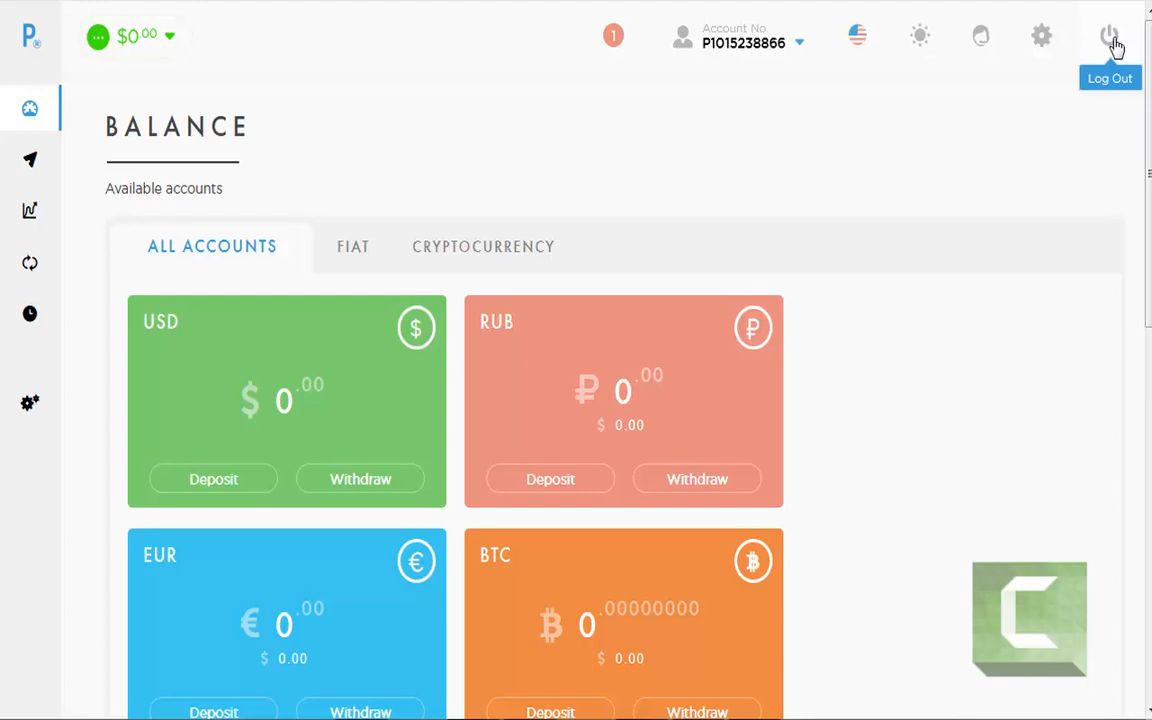 P®
$0.00
1
Account No.
P1015238866
Log Out
BALANCE
Available accounts
ALL ACCOUNTS FIAT CRYPTOCURRENCY
USD $
$ 0.00
Deposit Withdraw
RUB ₽
₽ 0.00
$ 0.00
Deposit Withdraw
EUR €
€ 0.00
$ 0.00
Deposit Withdraw
BTC ₿
₿ 0.00000000
$ 0.00
Deposit Withdraw
C